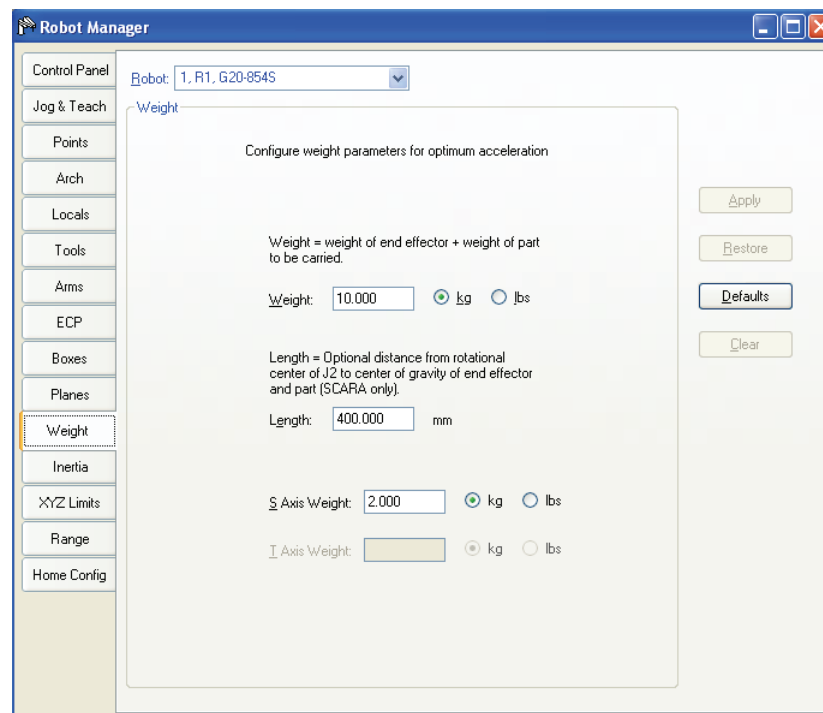 Robot Manager
Control Panel
Jog & Teach
Points
Arch
Locals
Tools
Arms
ECP
Boxes
Planes
Weight
Inertia
XYZ Limits
Range
Home Config
Robot: 1, R1, G20-854S
Weight
Configure weight parameters for optimum acceleration
Weight = weight of end effector + weight of part
to be carried.
Weight: 10.000 kg lbs
Length = Optional distance from rotational
center of J2 to center of gravity of end effector
and part (SCARA only).
Length: 400.000 mm
S Axis Weight: 2.000 kg lbs
T Axis Weight: kg lbs
Apply
Restore
Defaults
Clear